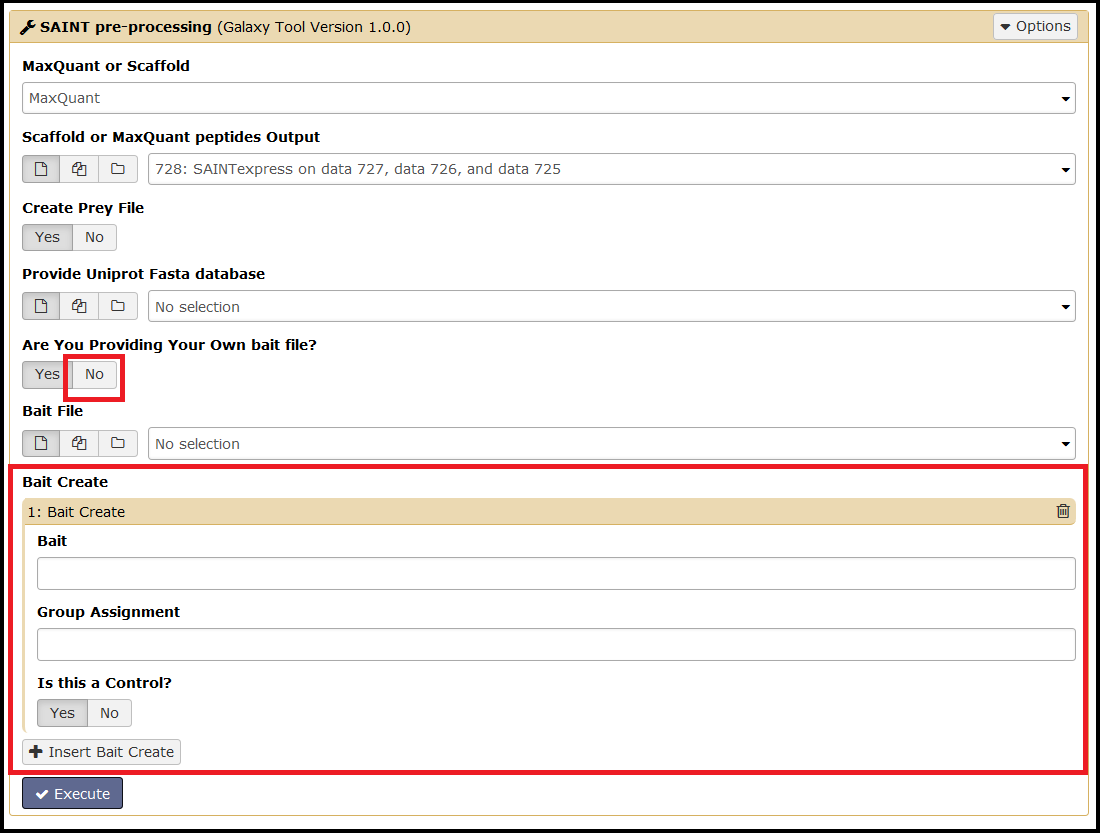 SAINT pre-processing (Galaxy Tool Version 1.0.0) Options
MaxQuant or Scaffold
MaxQuant
Scaffold or MaxQuant peptides Output
728: SAINTexpress on data 727, data 726, and data 725
Create Prey File
Yes No
Provide Uniprot Fasta database
No selection
Are You Providing Your Own bait file?
Yes No
Bait File
No selection
Bait Create
1: Bait Create
Bait
Group Assignment
Is this a Control?
Yes No
Insert Bait Create
Execute